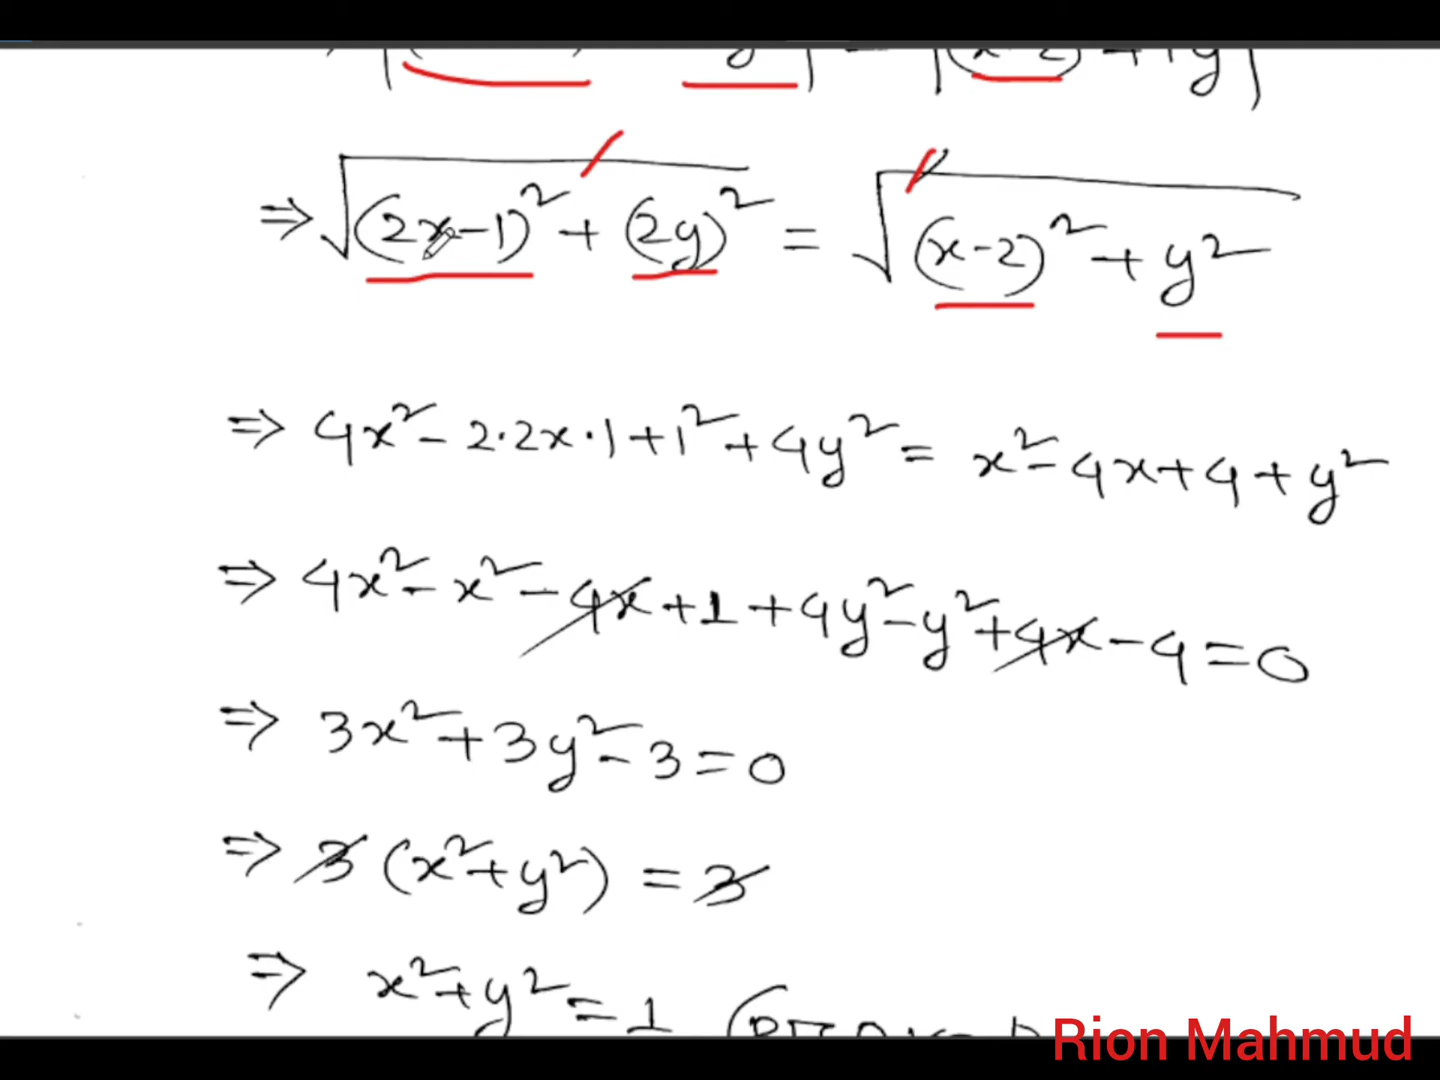 ⇒ √(2x-1)² + (2y)² = √(x-2)² + y²
⇒ 4x² - 2·2x·1 + 1² + 4y² = x² - 4x + 4 + y²
⇒ 4x² - x² - 4x + 1 + 4y² - y² + 4x - 4 = 0
⇒ 3x² + 3y² - 3 = 0
⇒ 3 (x² + y²) = 3
⇒ x² + y² = 1
Rion Mahmud